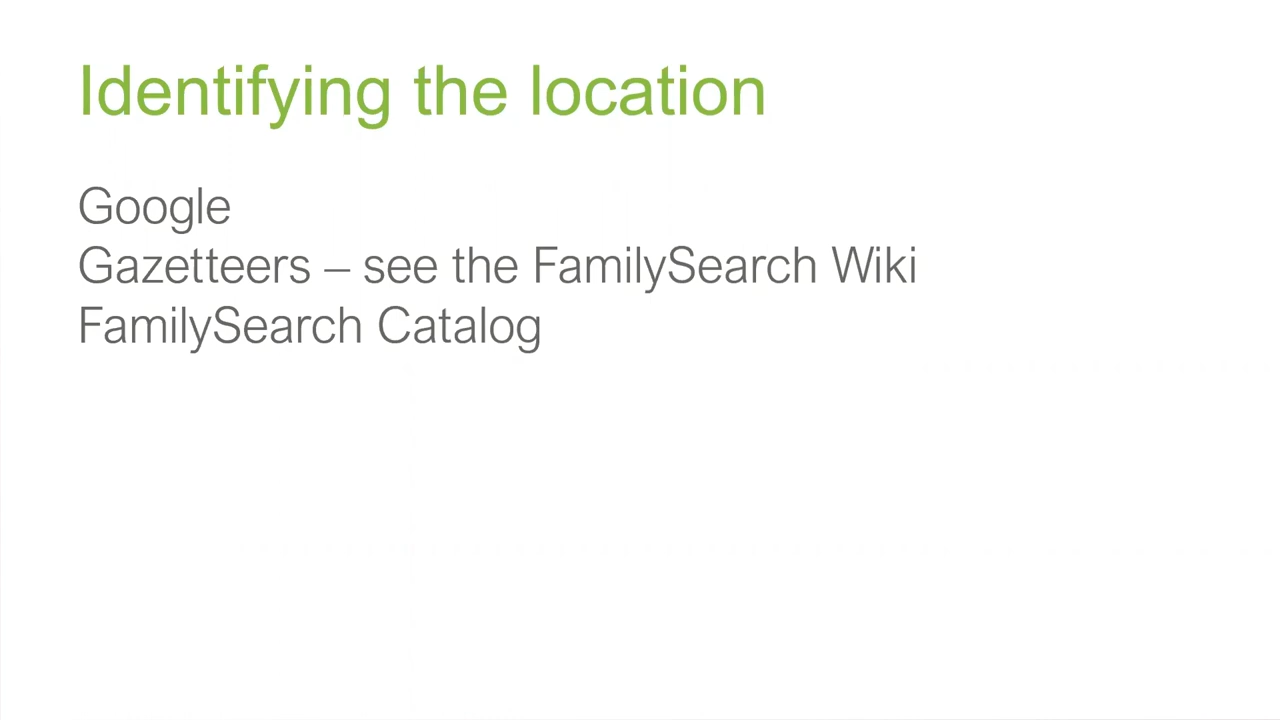 Identifying the location
Google
Gazetteers – see the FamilySearch Wiki
FamilySearch Catalog